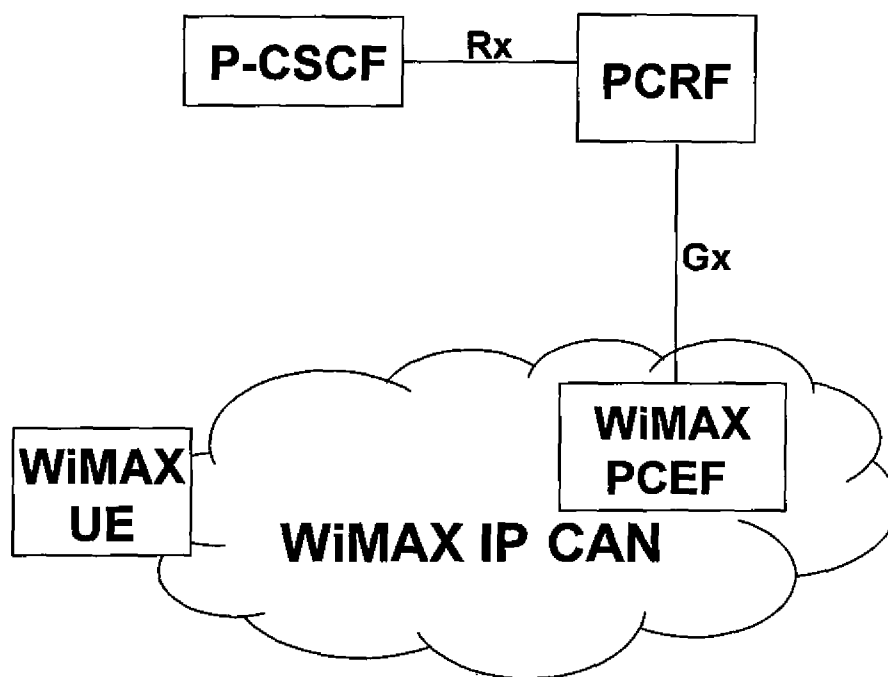 P-CSCF
Rx
PCRF
Gx
WiMAX
PCEF
WiMAX
UE
WiMAX IP CAN